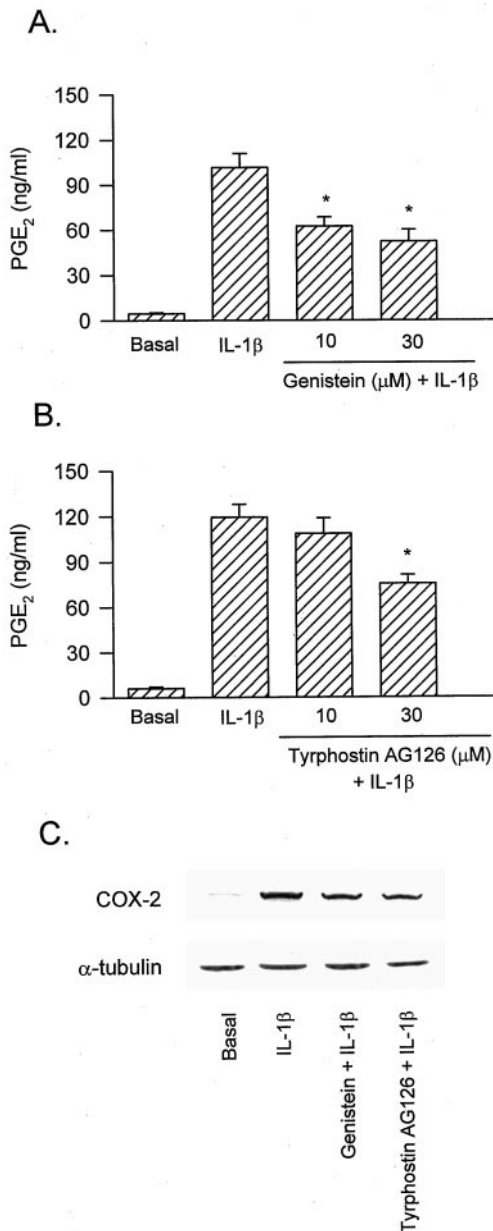 A.
150
120
90
60
30
0
PGE₂ (ng/ml)
* *
Basal IL-1β 10 30
Genistein (μM) + IL-1β
B.
150
120
90
60
30
0
PGE₂ (ng/ml)
*
Basal IL-1β 10 30
Tyrphostin AG126 (μM)
+ IL-1β
C.
COX-2
α-tubulin
Basal
IL-1β
Genistein + IL-1β
Tyrphostin AG126 + IL-1β